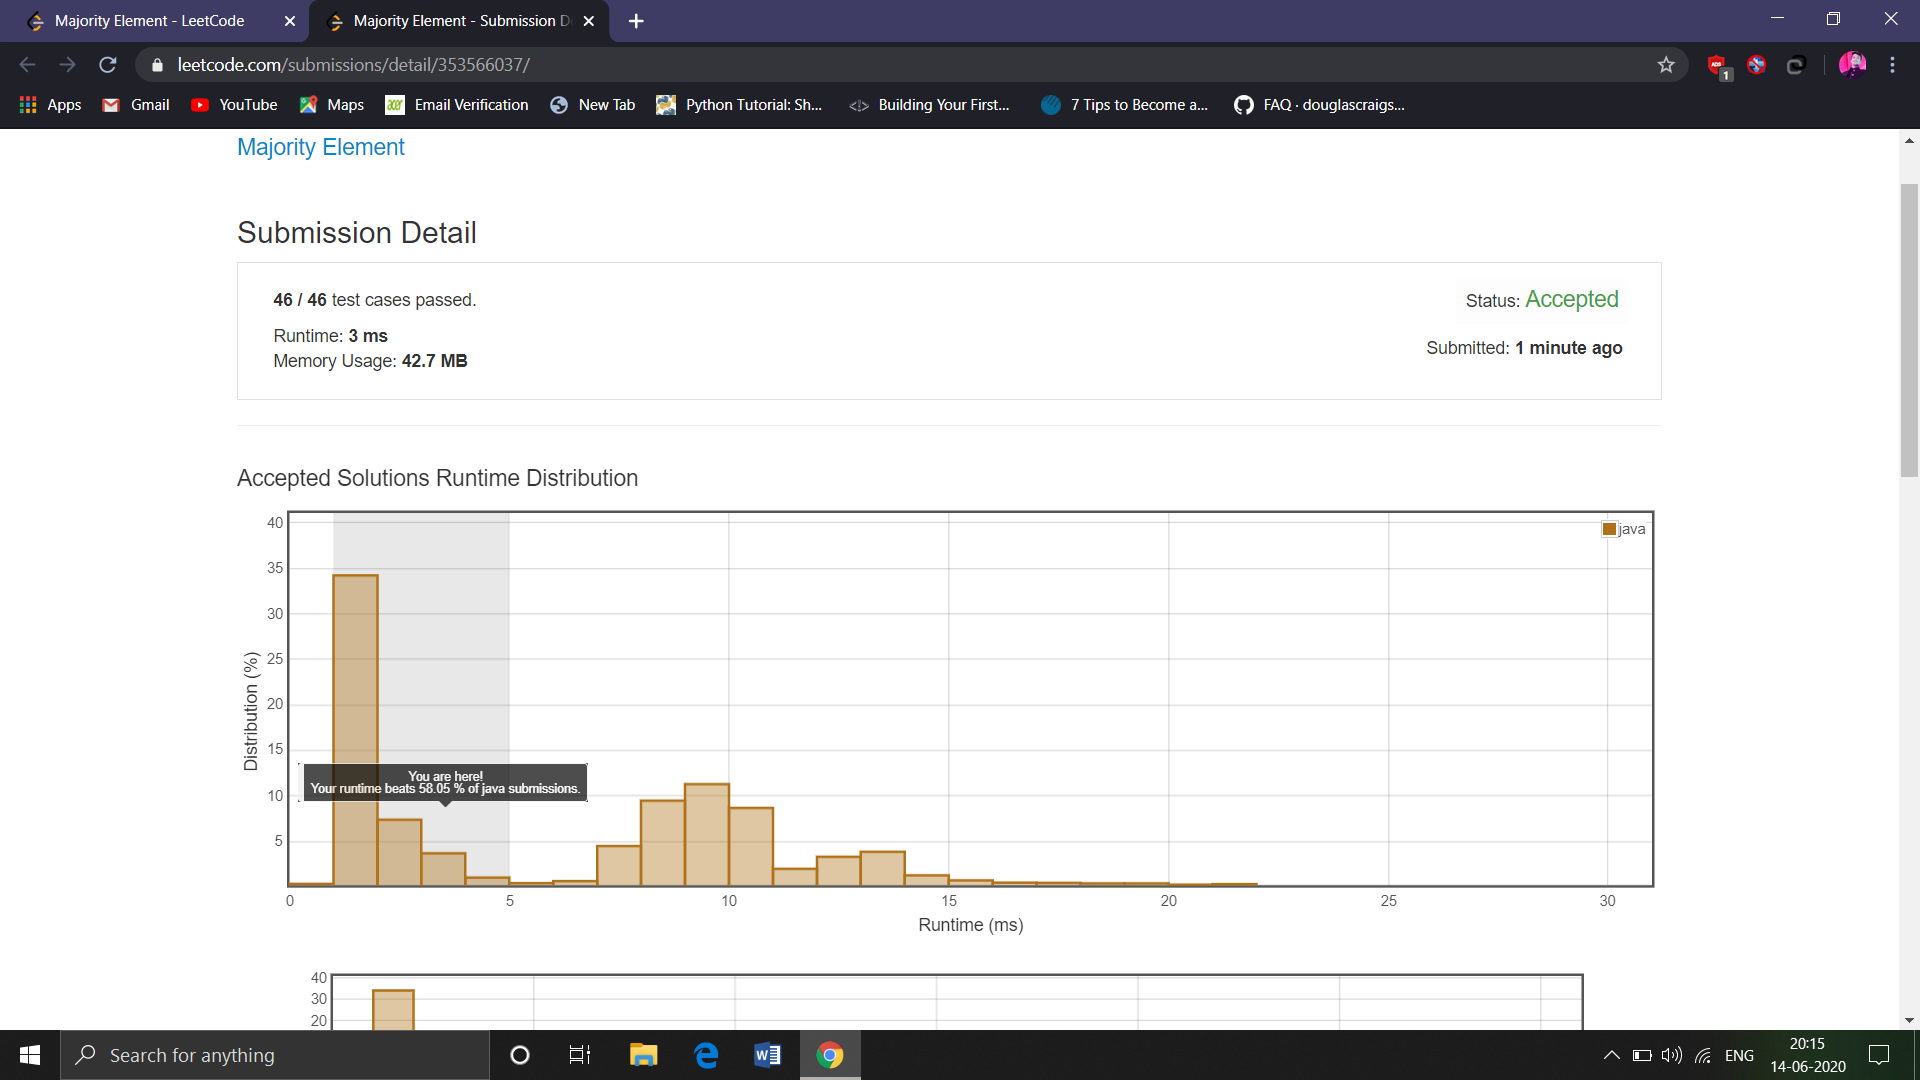 Majority Element - LeetCode
Majority Element - Submission D
leetcode.com/submissions/detail/353566037/
ADS
1
Apps
Gmail
YouTube
Maps
acer
Email Verification
New Tab
Python Tutorial: Sh...
Building Your First...
7 Tips to Become a...
FAQ · douglascraigs...
Majority Element
Submission Detail
46 / 46 test cases passed.
Status: Accepted
Runtime: 3 ms
Submitted: 1 minute ago
Memory Usage: 42.7 MB
Accepted Solutions Runtime Distribution
40
35
30
25
20
15
10
5
Distribution (%)
java
You are here!
Your runtime beats 58.05 % of java submissions.
0 5 10 15 20 25 30
Runtime (ms)
40
30
20
Search for anything
ENG
20:15
14-06-2020